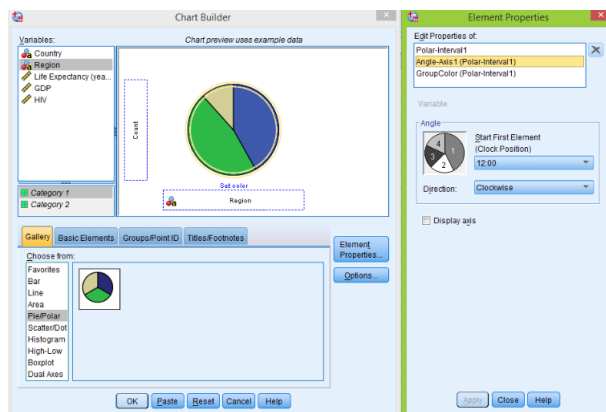 Chart Builder
Variables:
Country
Region
Life Expectancy (yea...
GDP
HIV
Category 1
Category 2
Chart preview uses example data
Count
Set color
Region
Gallery
Basic Elements
Groups/Point ID
Titles/Footnotes
Choose from:
Favorites
Bar
Line
Area
Pie/Polar
Scatter/Dot
Histogram
High-Low
Boxplot
Dual Axes
Element
Properties...
Options...
OK
Paste
Reset
Cancel
Help
Element Properties
Edit Properties of:
Polar-Interval1
Angle-Axis1 (Polar-Interval1)
GroupColor (Polar-Interval1)
Variable:
Angle
4
1
3
2
Start First Element
(Clock Position)
12:00
Direction:
Clockwise
Display axis
Apply
Close
Help